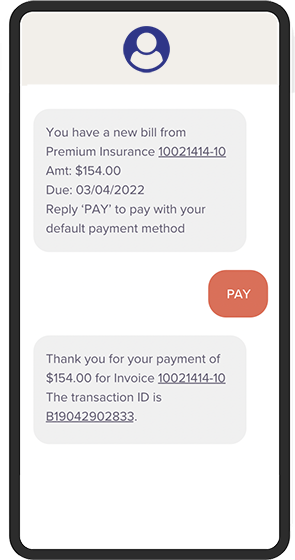 You have a new bill from
Premium Insurance 10021414-10
Amt: $154.00
Due: 03/04/2022
Reply ‘PAY’ to pay with your
default payment method
PAY
Thank you for your payment of
$154.00 for Invoice 10021414-10
The transaction ID is
B19042902833.